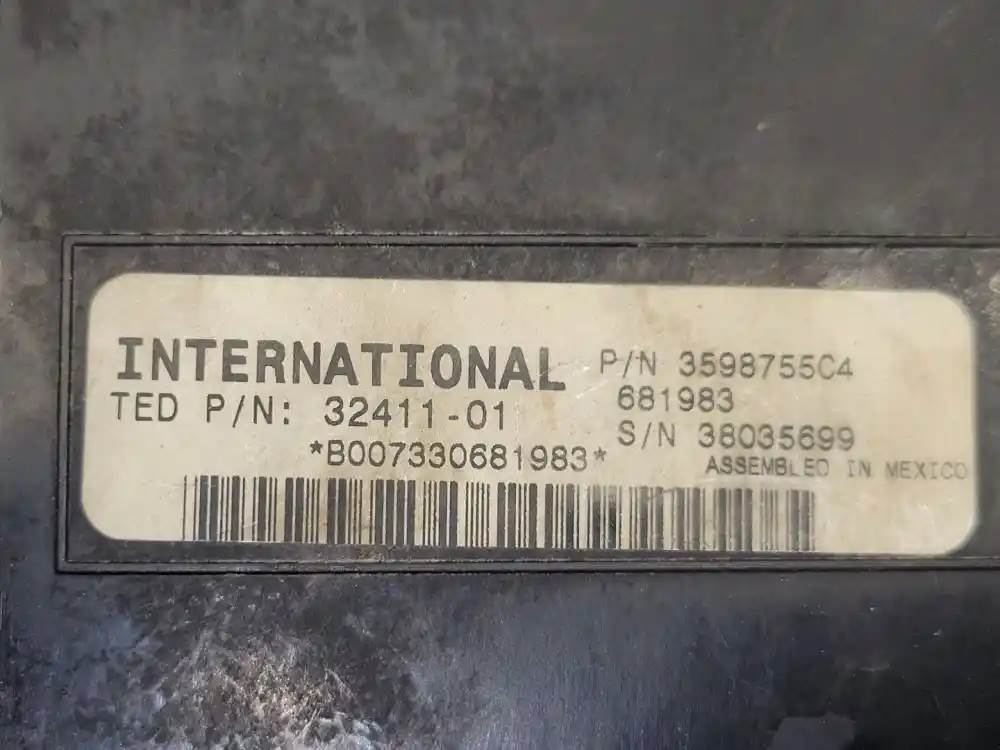 INTERNATIONAL
TED P/N: 32411-01
*B007330681983*
P/N 3598755C4
681983
S/N 38035699
ASSEMBLED IN MEXICO